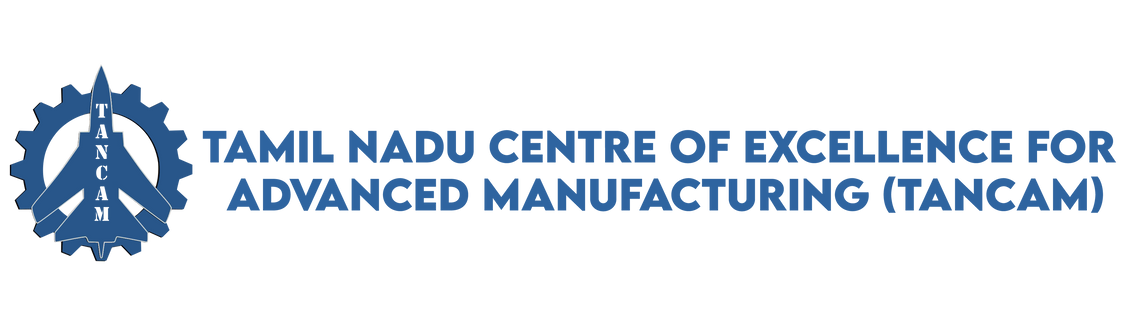 TANCAM
TAMIL NADU CENTRE OF EXCELLENCE FOR
ADVANCED MANUFACTURING (TANCAM)